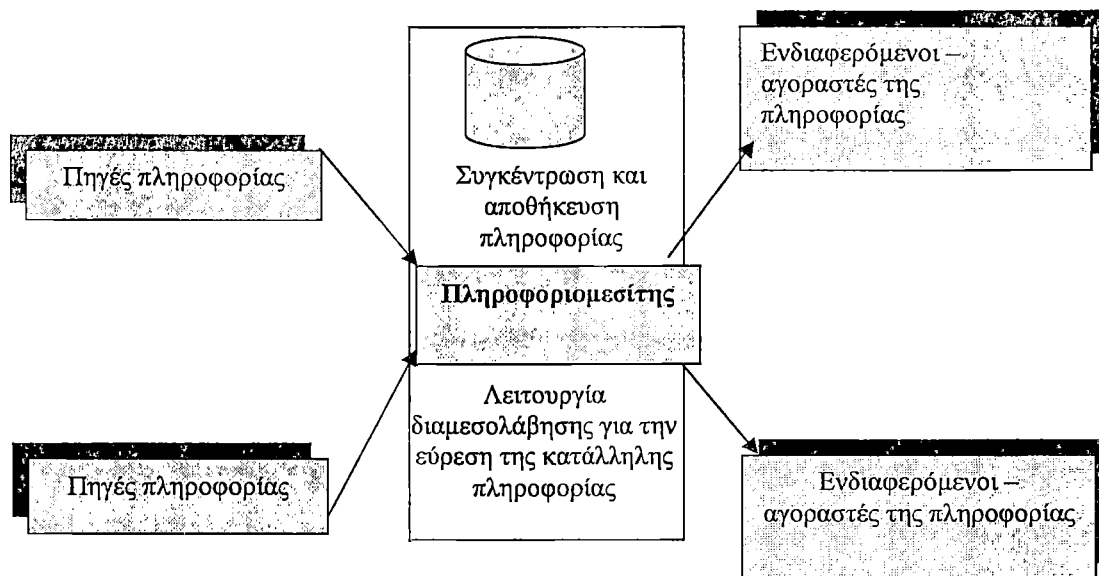 Πηγές πληροφορίας
Πηγές πληροφορίας
Συγκέντρωση και
αποθήκευση
πληροφορίας
Πληροφοριομεσίτης
Λειτουργία
διαμεσολάβησης για την
εύρεση της κατάλληλης
πληροφορίας
Ενδιαφερόμενοι –
αγοραστές της
πληροφορίας
Ενδιαφερόμενοι –
αγοραστές της πληροφορίας